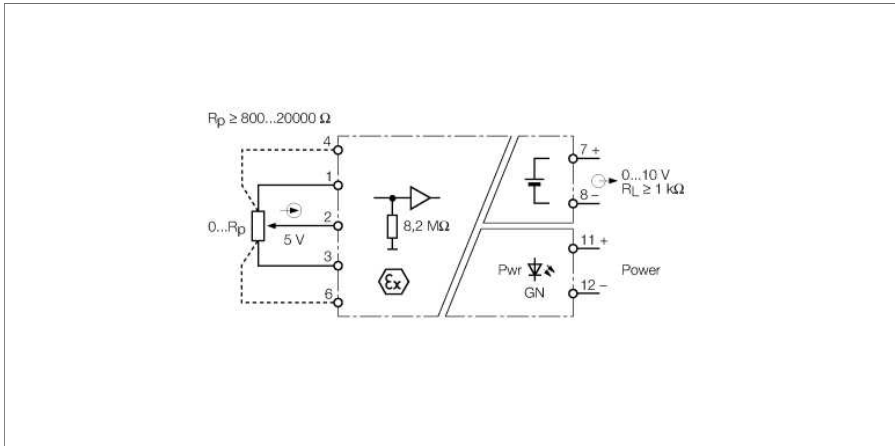 Rp ≥ 800...20000 Ω
4
1
0...Rp
2
5 V
3
6
8,2 MΩ
Ex
7 +
0...10 V
RL ≥ 1 kΩ
8 –
11 +
Pwr
GN
Power
12 –